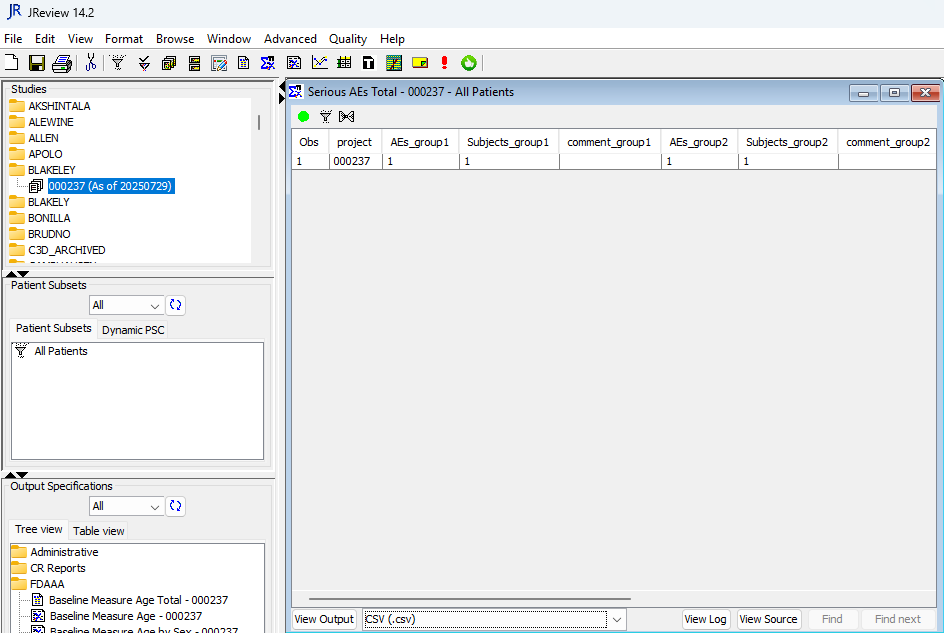 JR JReview 14.2
File Edit View Format Browse Window Advanced Quality Help
Studies
AKSHINTALA
ALEWINE
ALLEN
APOLO
BLAKELEY
000237 (As of 20250729)
BLAKELY
BONILLA
BRUDNO
C3D_ARCHIVED
Patient Subsets
All
Patient Subsets Dynamic PSC
All Patients
Output Specifications
All
Tree view Table view
Administrative
CR Reports
FDAAA
Baseline Measure Age Total - 000237
Baseline Measure Age - 000237
Baseline Measure Age by Sex - 000237
Serious AEs Total - 000237 - All Patients
Obs project AEs_group1 Subjects_group1 comment_group1 AEs_group2 Subjects_group2 comment_group2
1 000237 1 1 1 1
View Output CSV (.csv) View Log View Source Find Find next